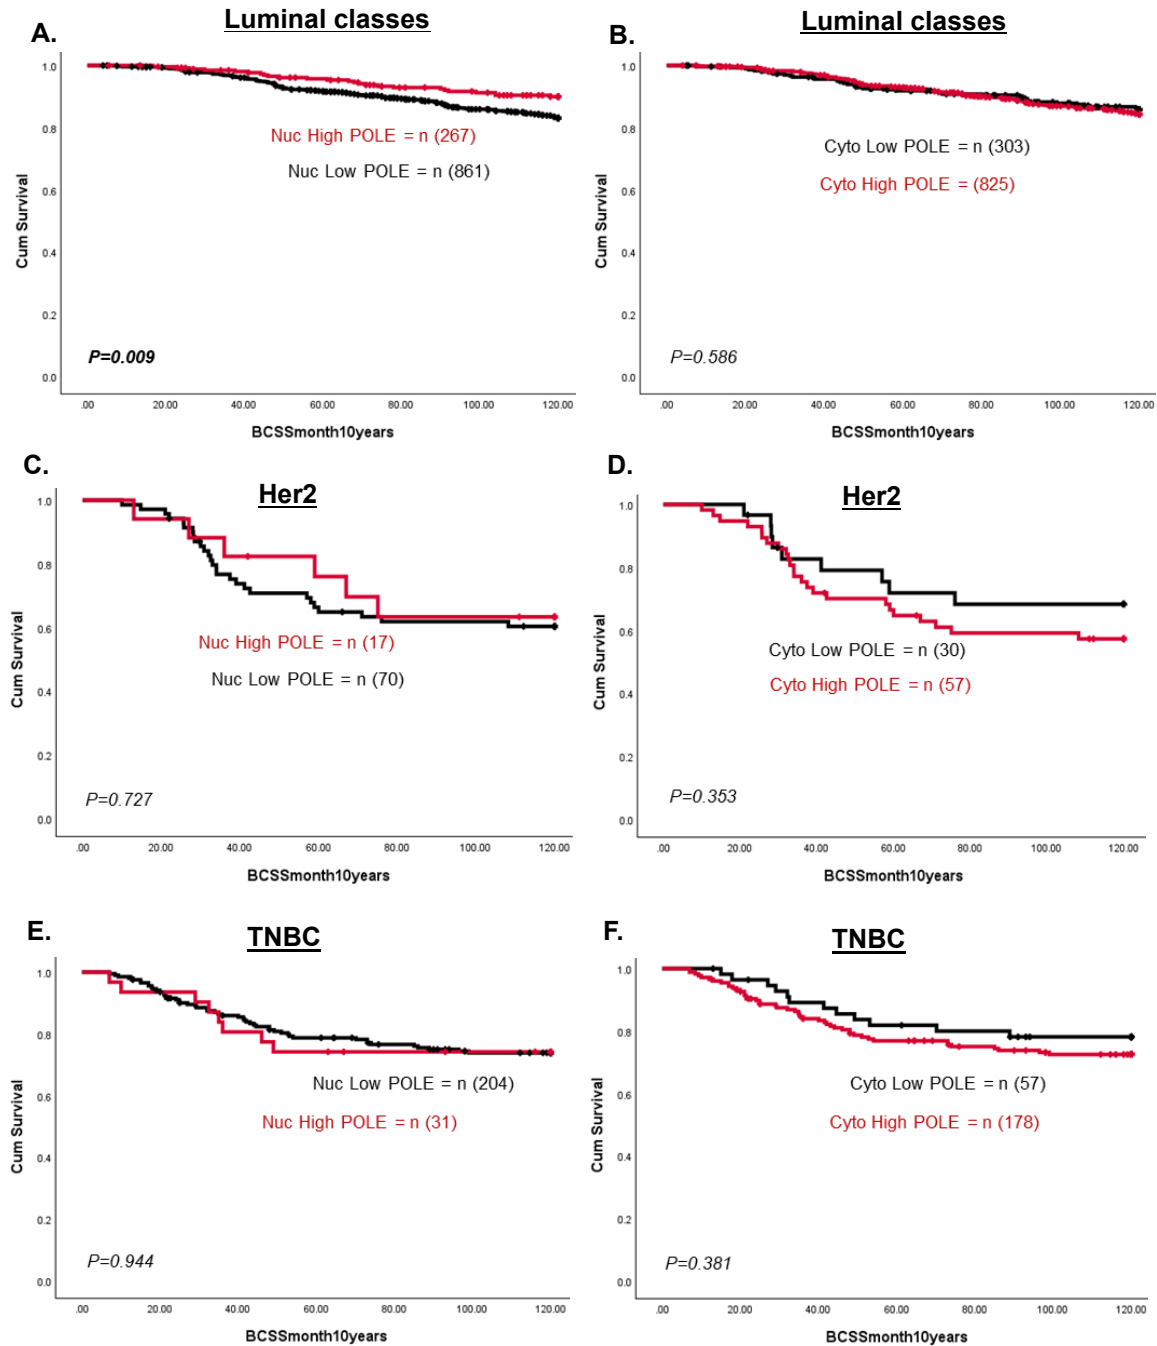 A.
Luminal classes
1.0
0.8
0.6
0.4
0.2
0.0
Cum Survival
Nuc High POLE = n (267)
Nuc Low POLE = n (861)
P=0.009
.00 20.00 40.00 60.00 80.00 100.00 120.00
BCSSmonth10years
B.
Luminal classes
1.0
0.8
0.6
0.4
0.2
0.0
Cum Survival
Cyto Low POLE = n (303)
Cyto High POLE = (825)
P=0.586
.00 20.00 40.00 60.00 80.00 100.00 120.00
BCSSmonth10years
C.
Her2
1.0
0.8
0.6
0.4
0.2
0.0
Cum Survival
Nuc High POLE = n (17)
Nuc Low POLE = n (70)
P=0.727
.00 20.00 40.00 60.00 80.00 100.00 120.00
BCSSmonth10years
D.
Her2
1.0
0.8
0.6
0.4
0.2
0.0
Cum Survival
Cyto Low POLE = n (30)
Cyto High POLE = n (57)
P=0.353
.00 20.00 40.00 60.00 80.00 100.00 120.00
BCSSmonth10years
E.
TNBC
1.0
0.8
0.6
0.4
0.2
0.0
Cum Survival
Nuc Low POLE = n (204)
Nuc High POLE = n (31)
P=0.944
.00 20.00 40.00 60.00 80.00 100.00 120.00
BCSSmonth10years
F.
TNBC
1.0
0.8
0.6
0.4
0.2
0.0
Cum Survival
Cyto Low POLE = n (57)
Cyto High POLE = n (178)
P=0.381
.00 20.00 40.00 60.00 80.00 100.00 120.00
BCSSmonth10years